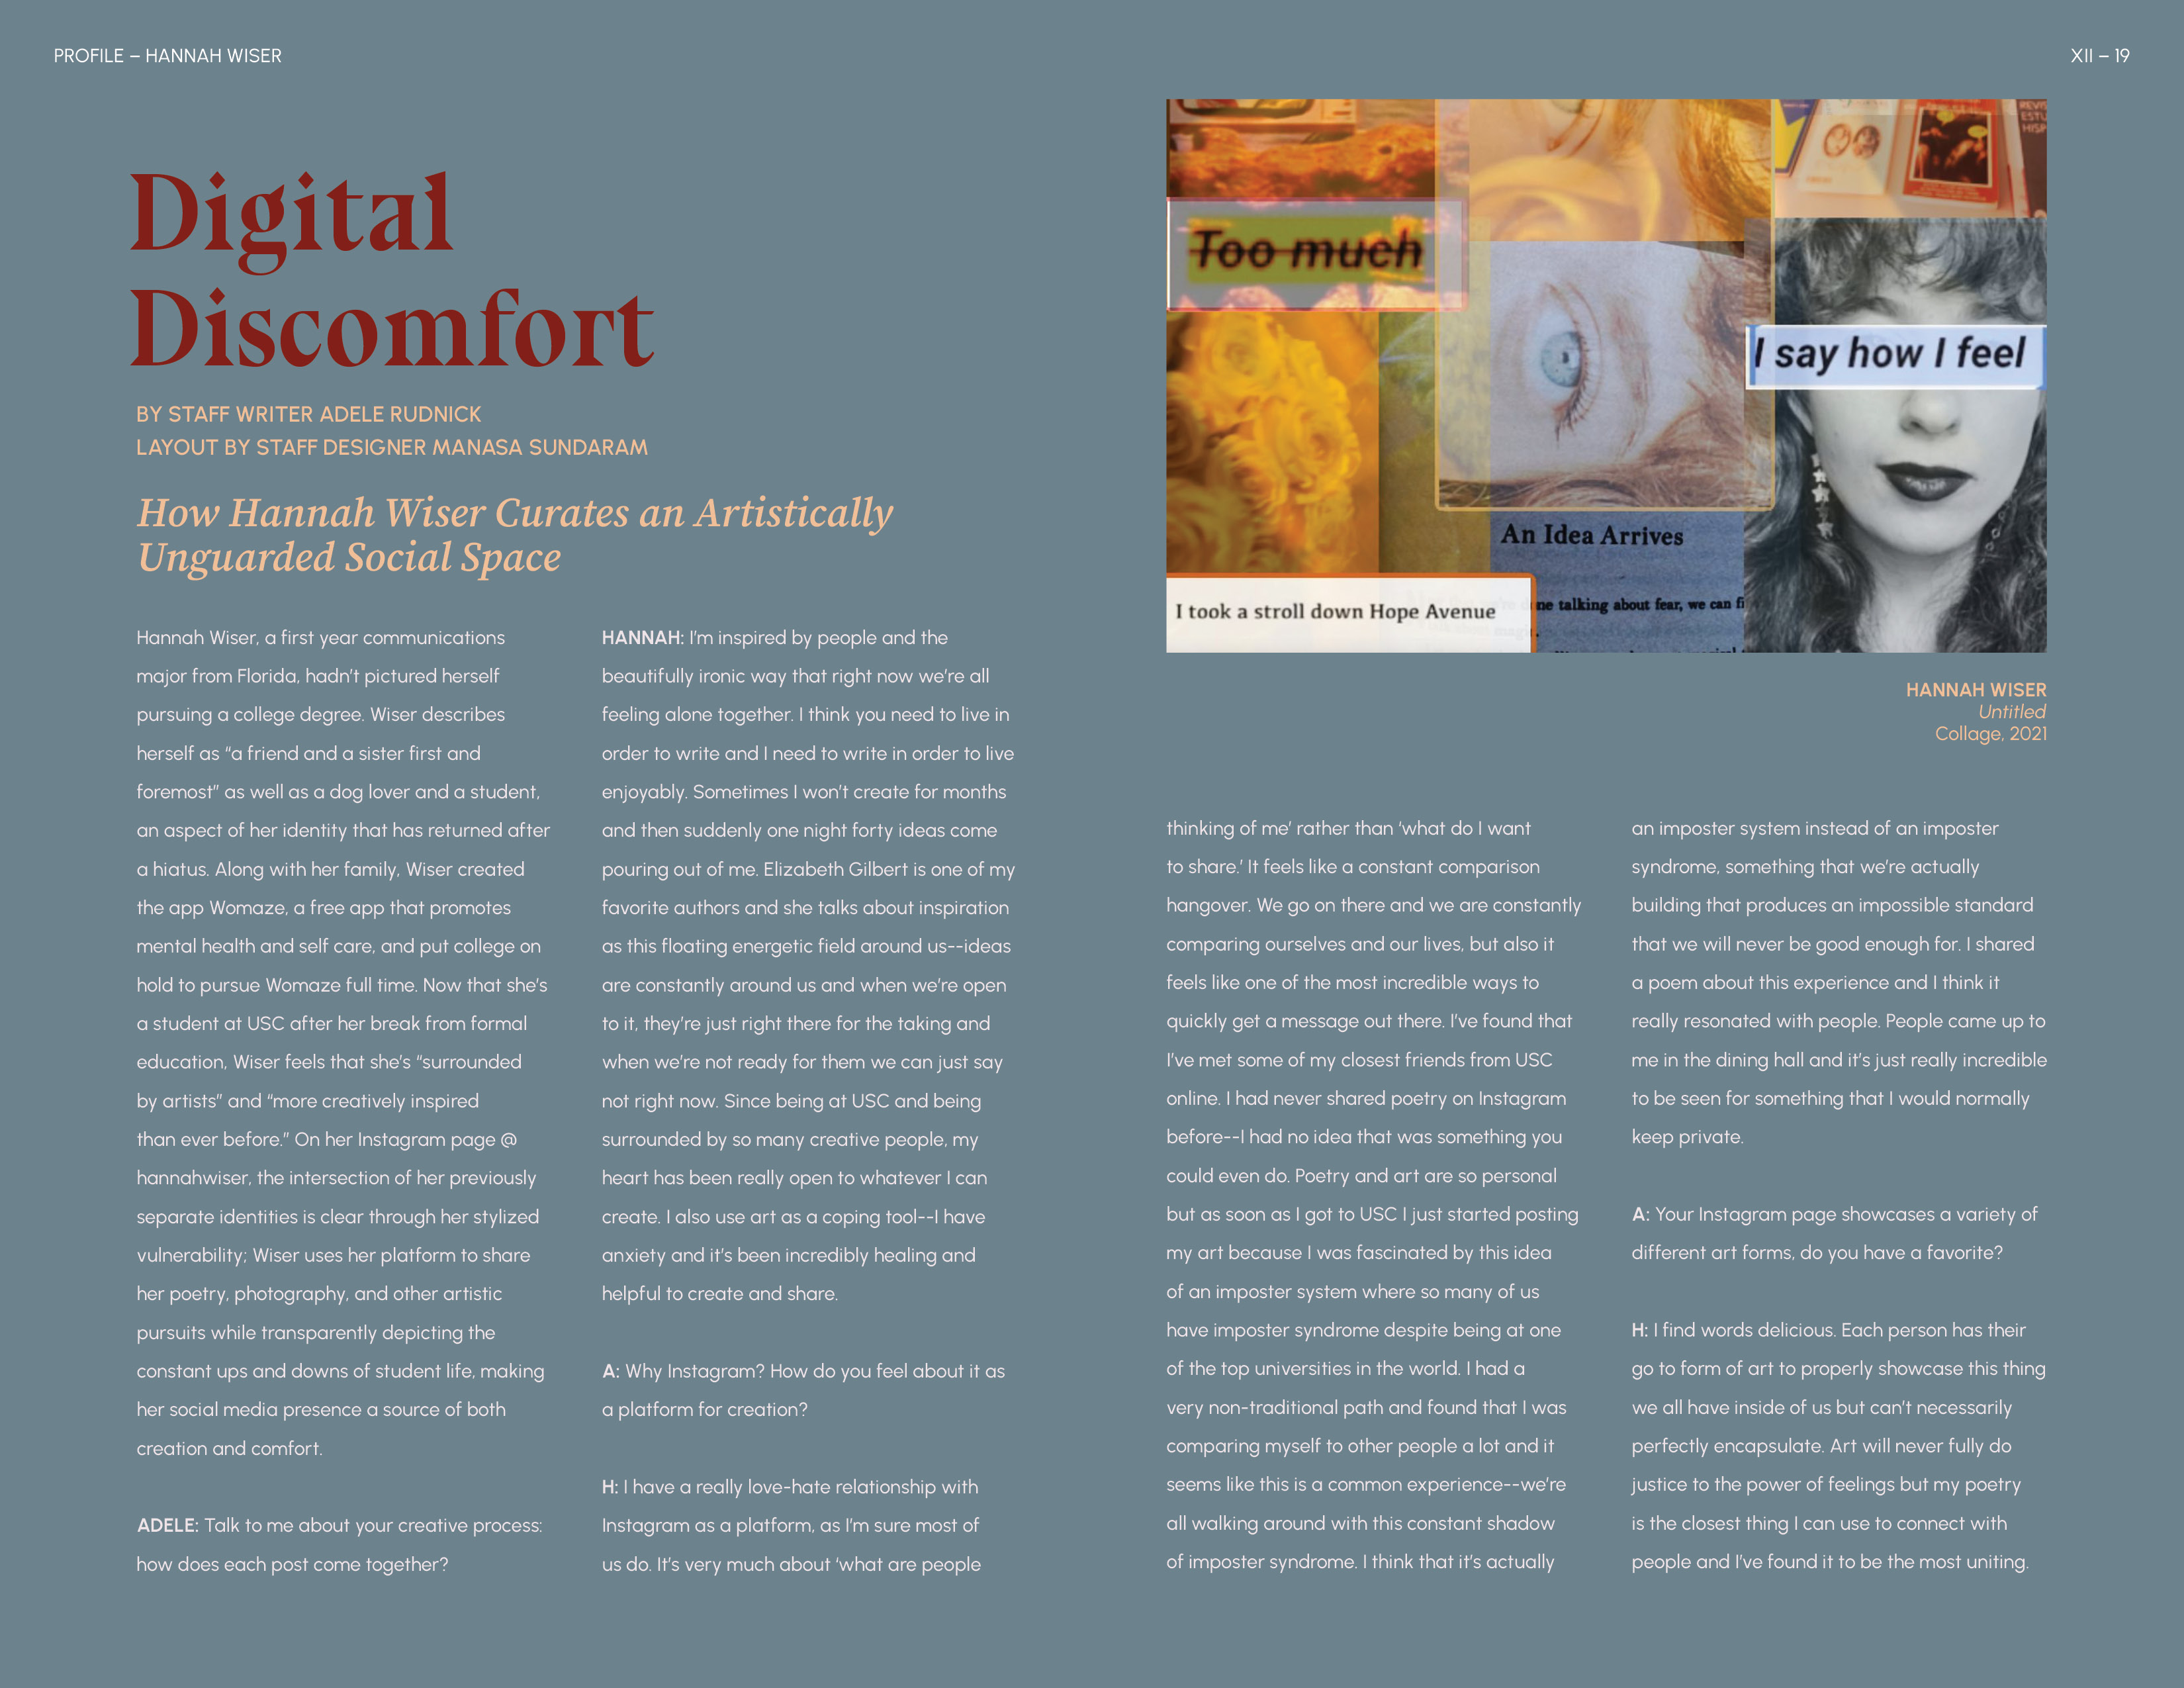 PROFILE – HANNAH WISER
XII – 19
Digital
Discomfort
BY STAFF WRITER ADELE RUDNICK
LAYOUT BY STAFF DESIGNER MANASA SUNDARAM
How Hannah Wiser Curates an Artistically
Unguarded Social Space
Hannah Wiser, a first year communications
major from Florida, hadn't pictured herself
pursuing a college degree. Wiser describes
herself as “a friend and a sister first and
foremost” as well as a dog lover and a student,
an aspect of her identity that has returned after
a hiatus. Along with her family, Wiser created
the app Womaze, a free app that promotes
mental health and self care, and put college on
hold to pursue Womaze full time. Now that she's
a student at USC after her break from formal
education, Wiser feels that she's “surrounded
by artists” and “more creatively inspired
than ever before.” On her Instagram page @
hannahwiser, the intersection of her previously
separate identities is clear through her stylized
vulnerability; Wiser uses her platform to share
her poetry, photography, and other artistic
pursuits while transparently depicting the
constant ups and downs of student life, making
her social media presence a source of both
creation and comfort.
ADELE: Talk to me about your creative process:
how does each post come together?
HANNAH: I'm inspired by people and the
beautifully ironic way that right now we're all
feeling alone together. I think you need to live in
order to write and I need to write in order to live
enjoyably. Sometimes I won't create for months
and then suddenly one night forty ideas come
pouring out of me. Elizabeth Gilbert is one of my
favorite authors and she talks about inspiration
as this floating energetic field around us--ideas
are constantly around us and when we're open
to it, they're just right there for the taking and
when we're not ready for them we can just say
not right now. Since being at USC and being
surrounded by so many creative people, my
heart has been really open to whatever I can
create. I also use art as a coping tool--I have
anxiety and it's been incredibly healing and
helpful to create and share.
A: Why Instagram? How do you feel about it as
a platform for creation?
H: I have a really love-hate relationship with
Instagram as a platform, as I'm sure most of
us do. It's very much about ‘what are people
Too much
I say how I feel
An Idea Arrives
ne talking about fear, we can
I took a stroll down Hope Avenue
HANNAH WISER
Untitled
Collage, 2021
thinking of me’ rather than ‘what do I want
to share.’ It feels like a constant comparison
hangover. We go on there and we are constantly
comparing ourselves and our lives, but also it
feels like one of the most incredible ways to
quickly get a message out there. I've found that
I've met some of my closest friends from USC
online. I had never shared poetry on Instagram
before--I had no idea that was something you
could even do. Poetry and art are so personal
but as soon as I got to USC I just started posting
my art because I was fascinated by this idea
of an imposter system where so many of us
have imposter syndrome despite being at one
of the top universities in the world. I had a
very non-traditional path and found that I was
comparing myself to other people a lot and it
seems like this is a common experience--we're
all walking around with this constant shadow
of imposter syndrome. I think that it's actually
an imposter system instead of an imposter
syndrome, something that we're actually
building that produces an impossible standard
that we will never be good enough for. I shared
a poem about this experience and I think it
really resonated with people. People came up to
me in the dining hall and it's just really incredible
to be seen for something that I would normally
keep private.
A: Your Instagram page showcases a variety of
different art forms, do you have a favorite?
H: I find words delicious. Each person has their
go to form of art to properly showcase this thing
we all have inside of us but can't necessarily
perfectly encapsulate. Art will never fully do
justice to the power of feelings but my poetry
is the closest thing I can use to connect with
people and I've found it to be the most uniting.